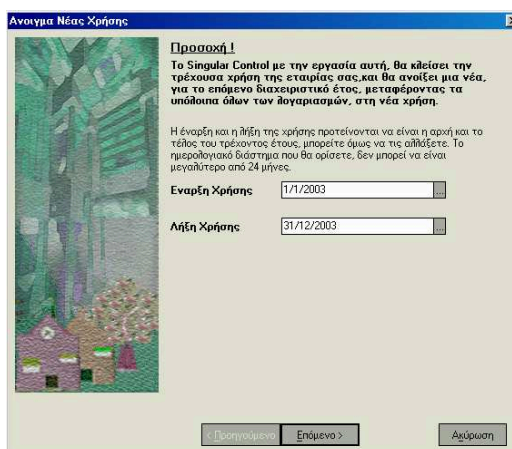 Ανοιγμα Νέας Χρήσης
Προσοχή !
Το Singular Control με την εργασία αυτή, θα κλείσει την
τρέχουσα χρήση της εταιρίας σας,και θα ανοίξει μια νέα,
για το επόμενο διαχειριστικό έτος, μεταφέροντας τα
υπόλοιπα όλων των λογαριασμών, στη νέα χρήση.
Η έναρξη και η λήξη της χρήσης προτείνονται να είναι η αρχή και το
τέλος του τρέχοντος έτους, μπορείτε όμως να τις αλλάξετε. Το
ημερολογιακό διάστημα που θα ορίσετε, δεν μπορεί να είναι
μεγαλύτερο από 24 μήνες.
Εναρξη Χρήσης 1/1/2003 ...
Λήξη Χρήσης 31/12/2003 ...
< Προηγούμενο Επόμενο > Ακύρωση